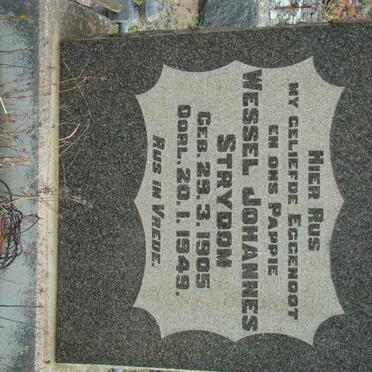 HIER RUS
MY GELIEFDE EGGENOOT
EN ONS PAPPIE
WESSEL JOHANNES
STRYDOM
GEB. 29.3.1905
OORL. 20.1.1949.
RUS IN VREDE.